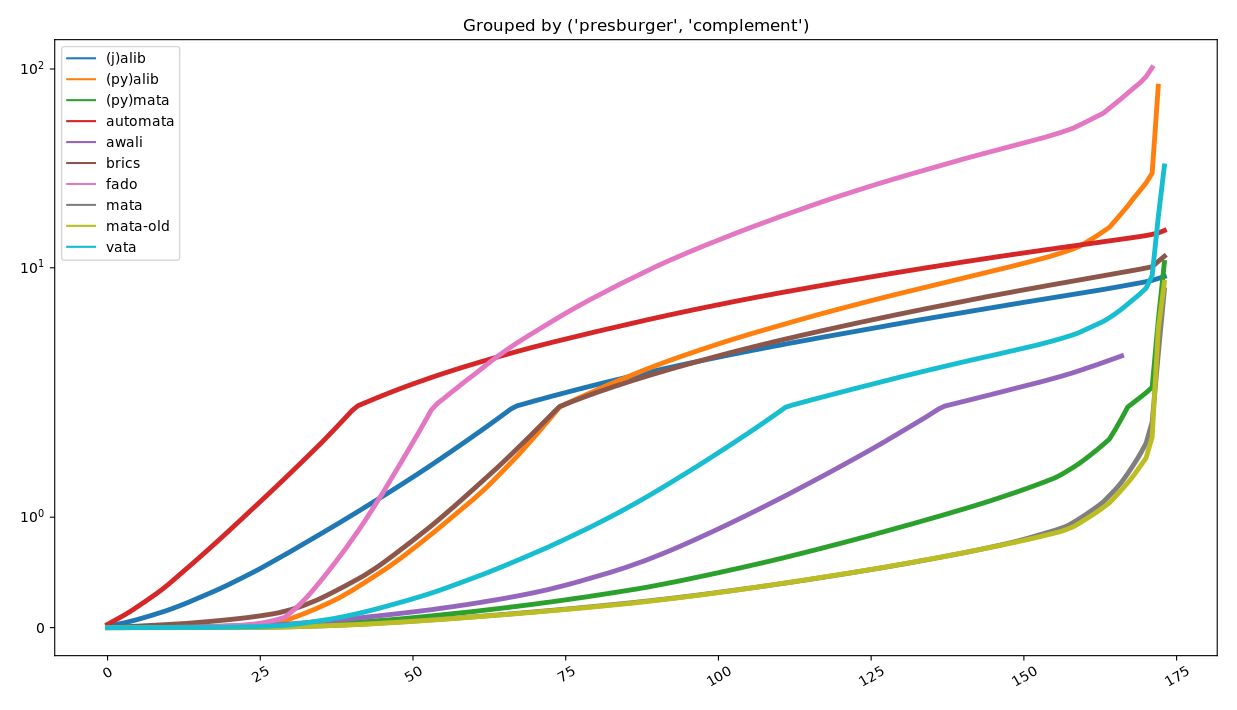 Grouped by ('presburger', 'complement')
(j)alib
(py)alib
(py)mata
automata
awali
brics
fado
mata
mata-old
vata
10²
10¹
10⁰
0
0
25
50
75
100
125
150
175